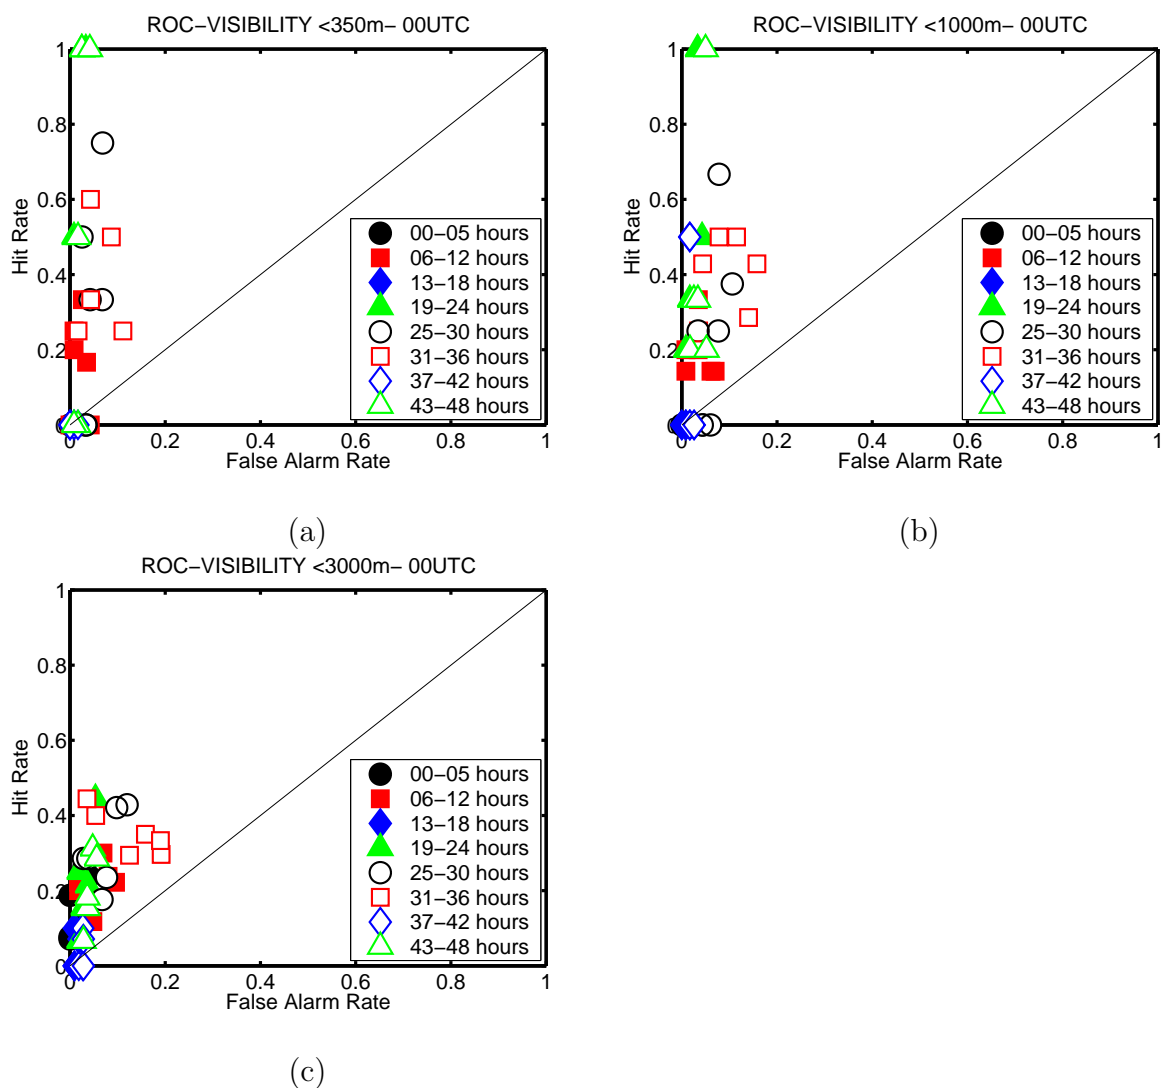 ROC−VISIBILITY <350m− 00UTC
1
0.8
0.6
0.4
0.2
0
Hit Rate
00−05 hours
06−12 hours
13−18 hours
19−24 hours
25−30 hours
31−36 hours
37−42 hours
43−48 hours
0 0.2 0.4 0.6 0.8 1
False Alarm Rate
(a)
ROC−VISIBILITY <1000m− 00UTC
1
0.8
0.6
0.4
0.2
0
Hit Rate
00−05 hours
06−12 hours
13−18 hours
19−24 hours
25−30 hours
31−36 hours
37−42 hours
43−48 hours
0 0.2 0.4 0.6 0.8 1
False Alarm Rate
(b)
ROC−VISIBILITY <3000m− 00UTC
1
0.8
0.6
0.4
0.2
0
Hit Rate
00−05 hours
06−12 hours
13−18 hours
19−24 hours
25−30 hours
31−36 hours
37−42 hours
43−48 hours
0 0.2 0.4 0.6 0.8 1
False Alarm Rate
(c)